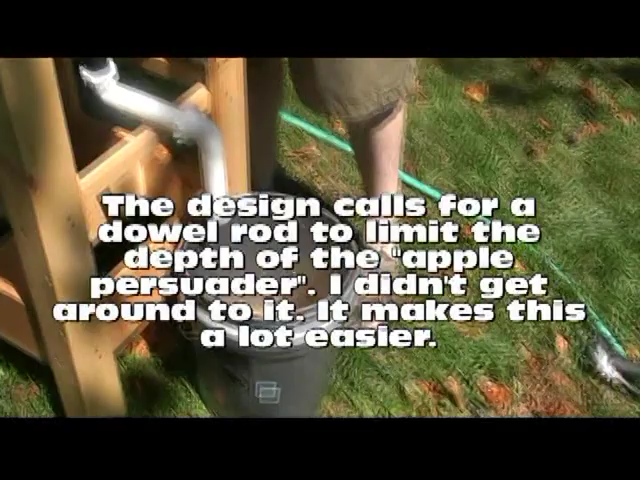 The design calls for a
dowel rod to limit the
depth of the "apple
persuader". I didn't get
around to it. It makes this
a lot easier.